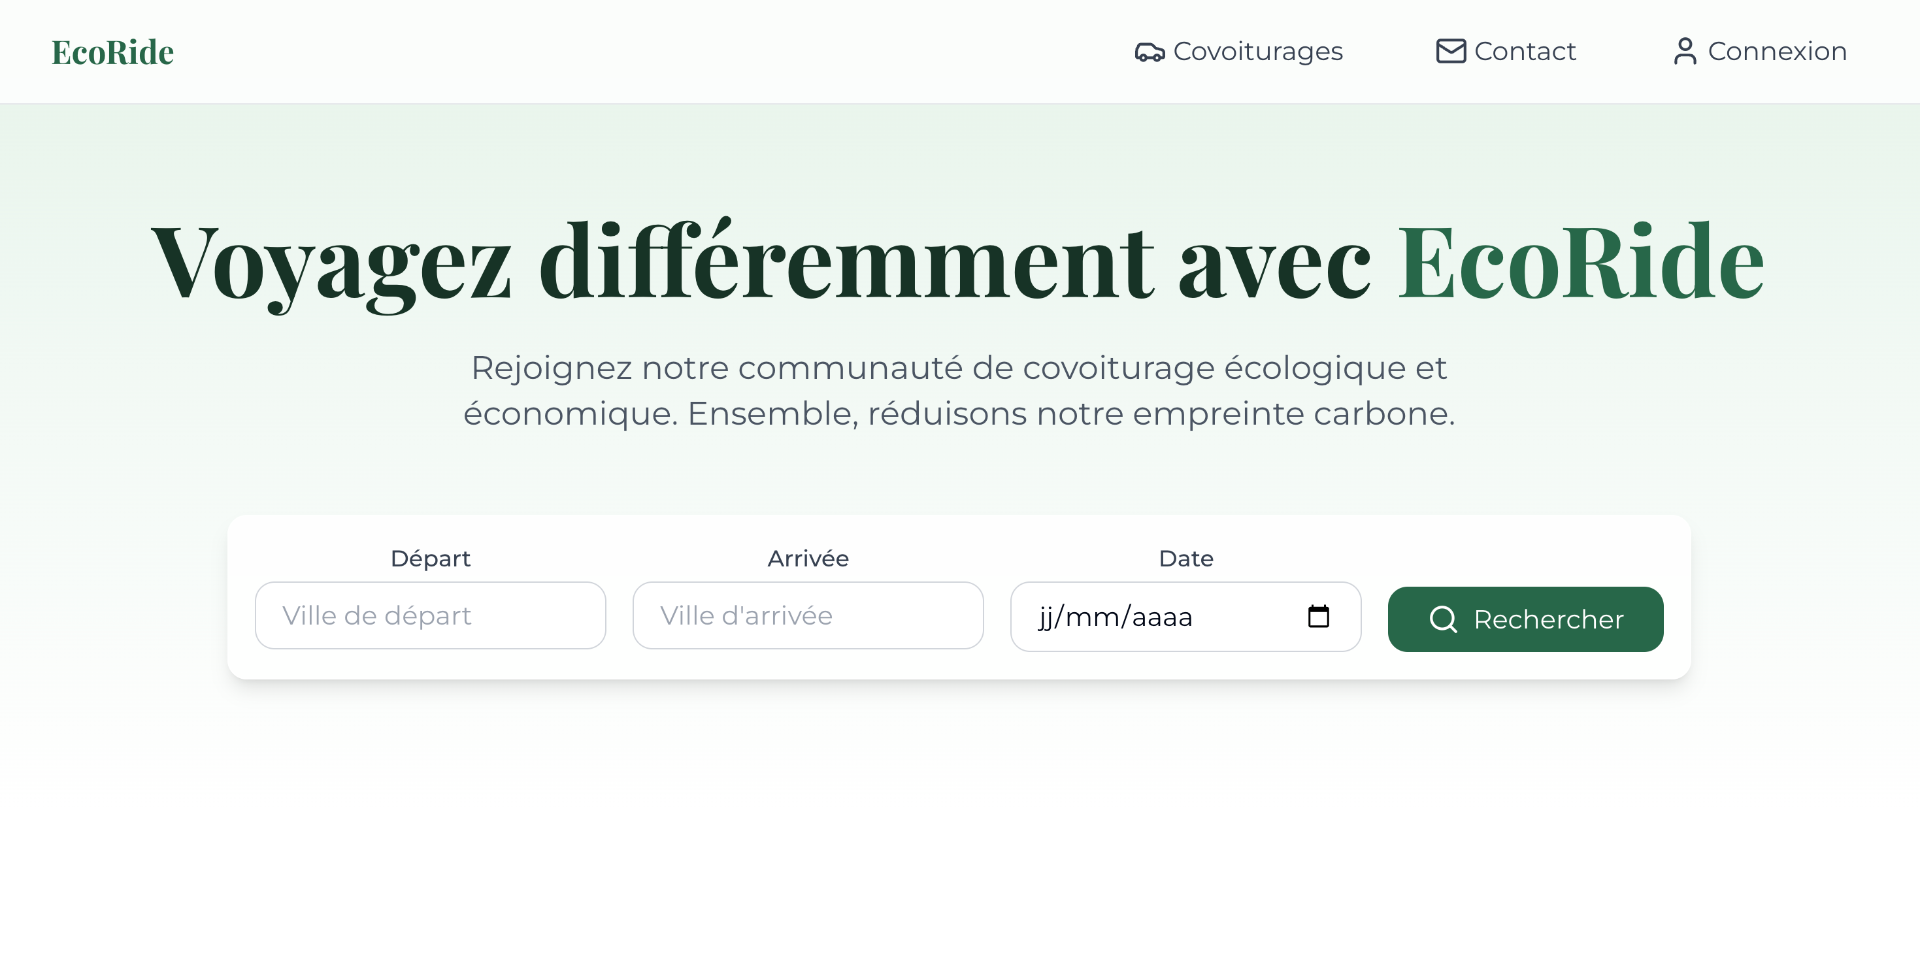 EcoRide
Covoiturages
Contact
Connexion
Voyagez différemment avec EcoRide
Rejoignez notre communauté de covoiturage écologique et
économique. Ensemble, réduisons notre empreinte carbone.
Départ
Ville de départ
Arrivée
Ville d'arrivée
Date
jj/mm/aaaa
Rechercher